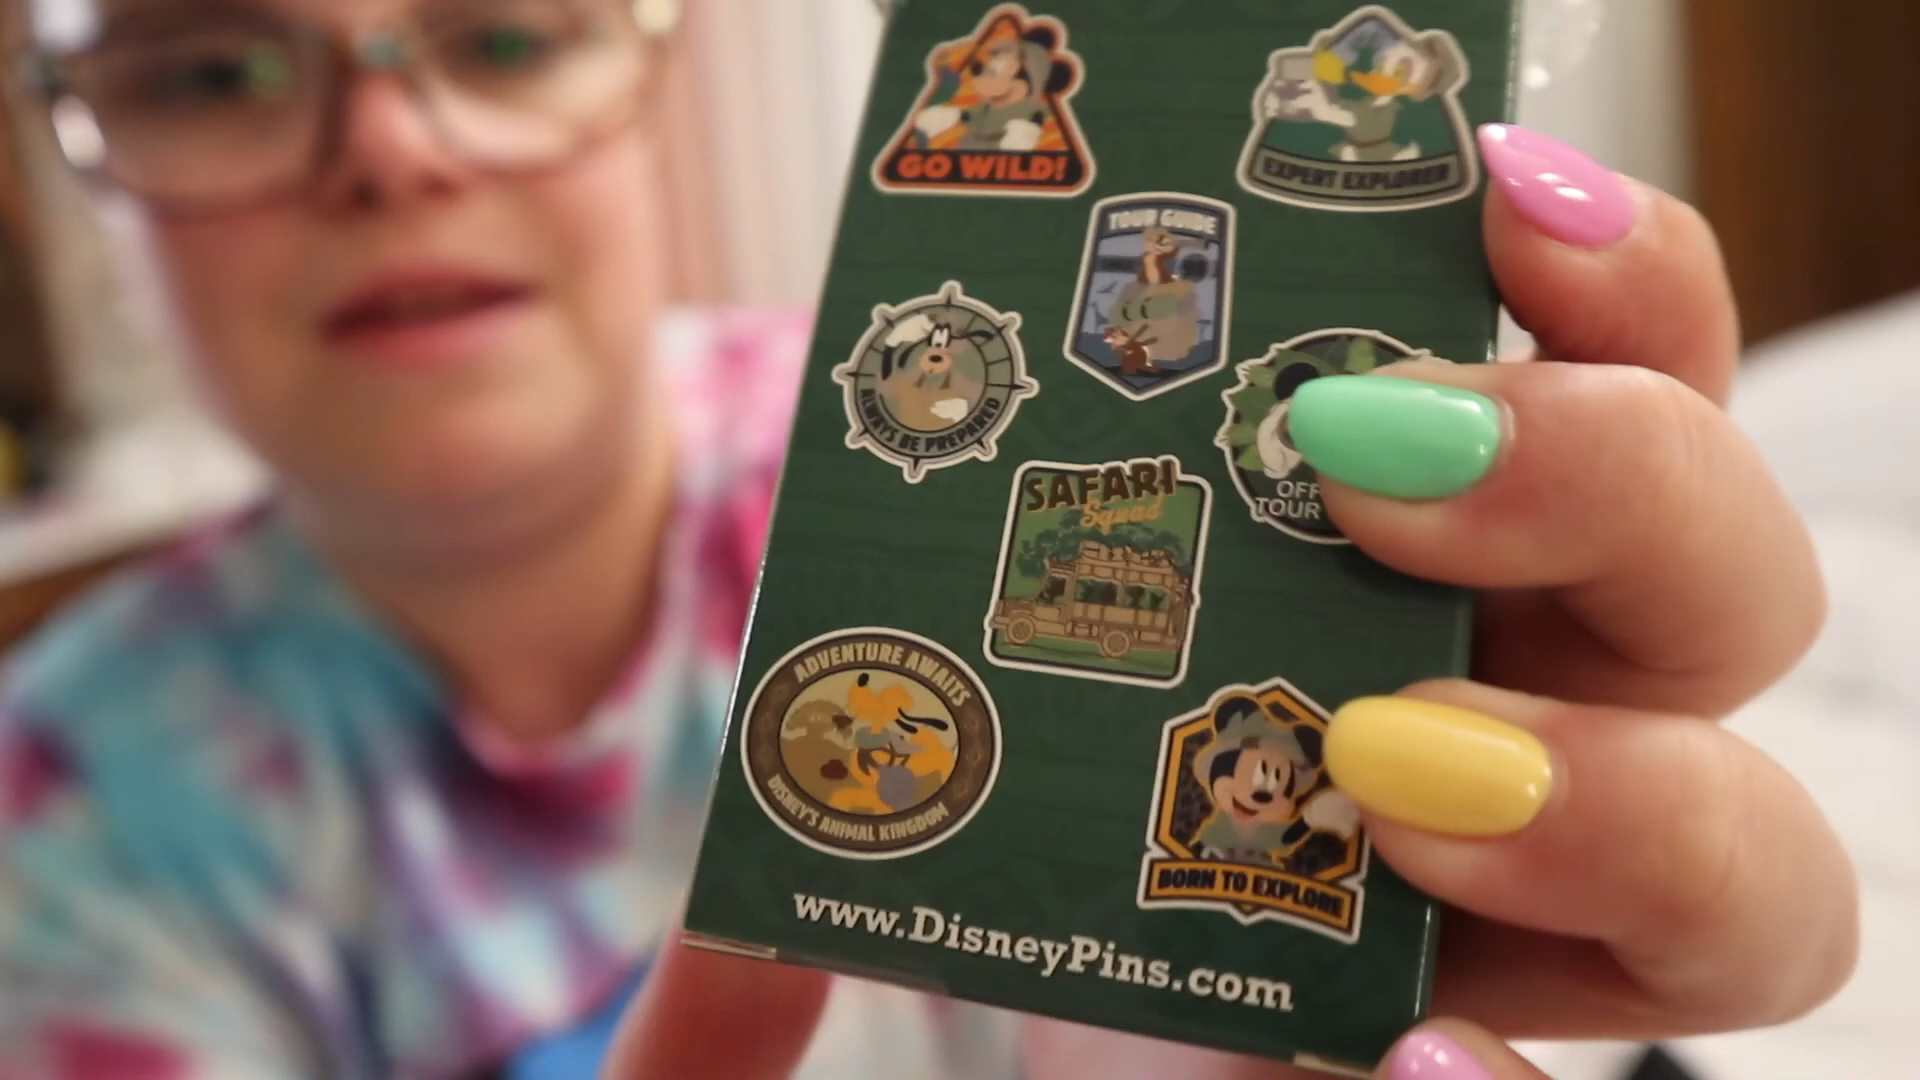 GO WILD!
EXPERT EXPLORER
TOUR GUIDE
ALWAYS BE PREPARED
OFF
TOUR
SAFARI
Squad
ADVENTURE AWAITS
DISNEY'S ANIMAL KINGDOM
BORN TO EXPLORE
www.DisneyPins.com